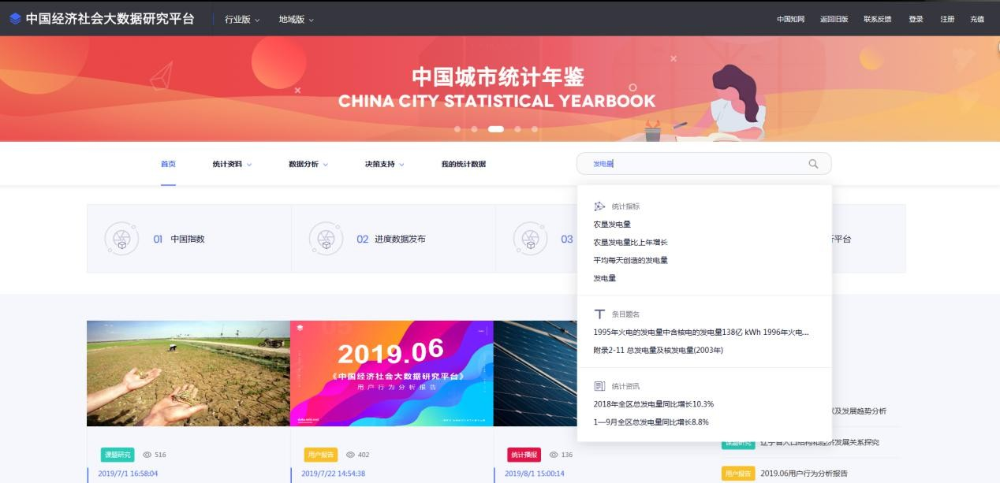 中国经济社会大数据研究平台
行业版
地域版
中国知网
返回旧版
联系反馈
登录
注册
充值
中国城市统计年鉴
CHINA CITY STATISTICAL YEARBOOK
首页
统计资料
数据分析
决策支持
我的统计数据
发电量
01 中国指数
02 进度数据发布
03
平台
统计指标
农垦发电量
农垦发电量比上年增长
平均每天创造的发电量
发电量
条目题名
1995年火电的发电量中含核电的发电量138亿 kWh 1996年火电...
附录2-11 总发电量及核发电量(2003年)
统计资讯
2018年全区总发电量同比增长10.3%
1—9月全区总发电量同比增长8.8%
2019.06
《中国经济社会大数据研究平台》
用户行为分析报告
课题研究
516
2019/7/1 16:58:04
用户报告
402
2019/7/22 14:54:38
统计播报
136
2019/8/1 15:00:14
及发展趋势分析
课题研究
辽宁省人口结构和经济发展关系探究
用户报告
2019.06用户行为分析报告